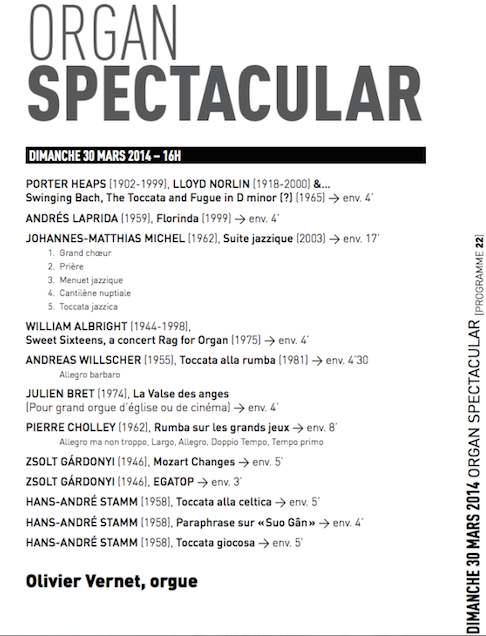 ORGAN
SPECTACULAR
DIMANCHE 30 MARS 2014 – 16H
PORTER HEAPS (1902-1999), LLOYD NORLIN (1918-2000) &...
Swinging Bach, The Toccata and Fugue in D minor (?) (1965) → env. 4’
ANDRÉS LAPRIDA (1959), Florinda (1999) → env. 4’
JOHANNES-MATTHIAS MICHEL (1962), Suite jazzique (2003) → env. 17’
1. Grand chœur
2. Prière
3. Menuet jazzique
4. Cantilène nuptiale
5. Toccata jazzica
WILLIAM ALBRIGHT (1944-1998),
Sweet Sixteens, a concert Rag for Organ (1975) → env. 4’
ANDREAS WILLSCHER (1955), Toccata alla rumba (1981) → env. 4’30
Allegro barbaro
JULIEN BRET (1974), La Valse des anges
(Pour grand orgue d’église ou de cinéma) → env. 4’
PIERRE CHOLLEY (1962), Rumba sur les grands jeux → env. 8’
Allegro ma non troppo, Largo, Allegro, Doppio Tempo, Tempo primo
ZSOLT GÁRDONYI (1946), Mozart Changes → env. 5’
ZSOLT GÁRDONYI (1946), EGATOP → env. 3’
HANS-ANDRÉ STAMM (1958), Toccata alla celtica → env. 5’
HANS-ANDRÉ STAMM (1958), Paraphrase sur « Suo Gân » → env. 4’
HANS-ANDRÉ STAMM (1958), Toccata giocosa → env. 5’
Olivier Vernet, orgue
DIMANCHE 30 MARS 2014 ORGAN SPECTACULAR [PROGRAMME 22]